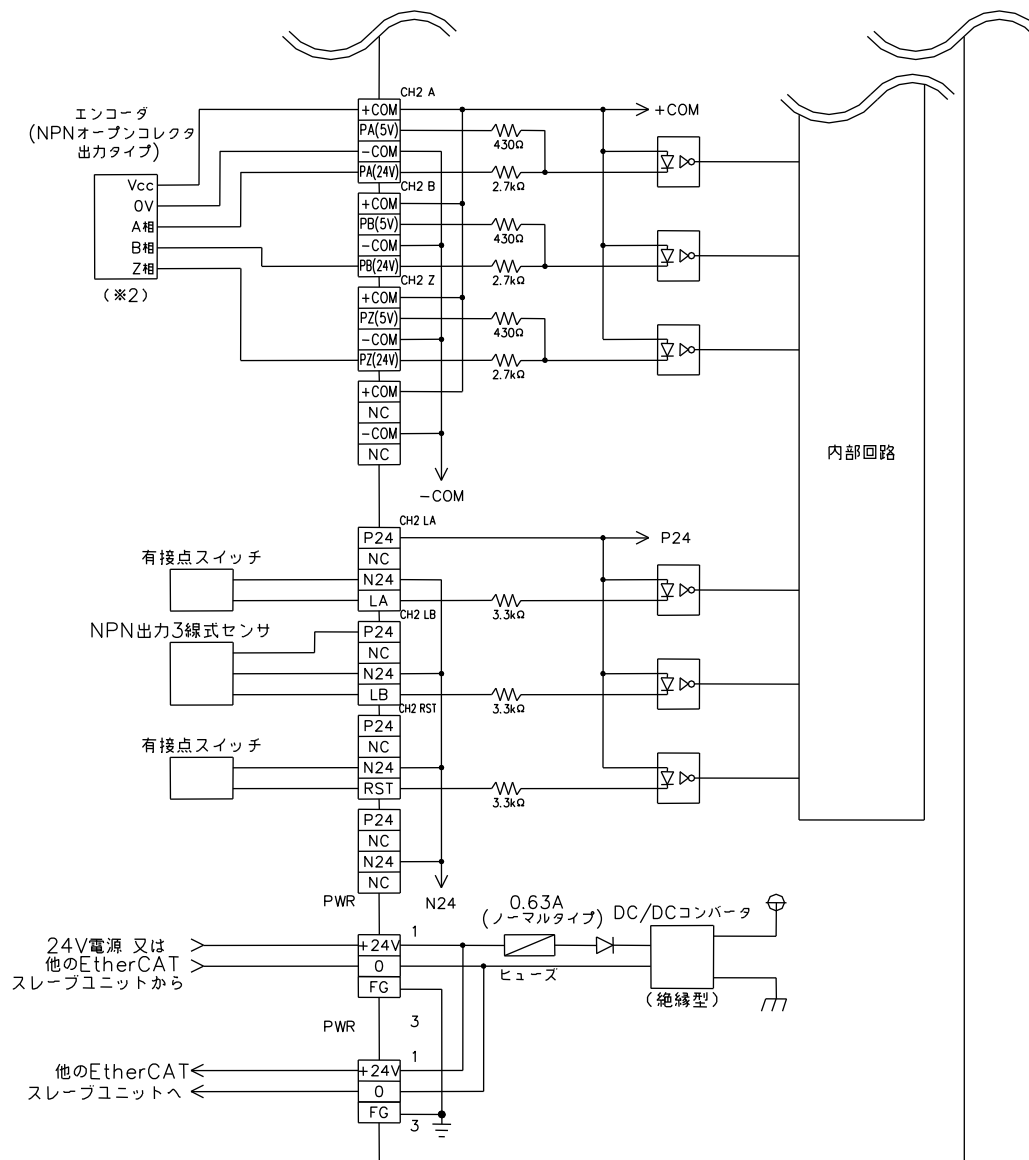 エンコーダ
(NPNオープンコレクタ
出力タイプ)
Vcc
0V
A相
B相
Z相
(※2)
CH2 A
+COM
PA(5V)
-COM
PA(24V)
CH2 B
+COM
PB(5V)
-COM
PB(24V)
CH2 Z
+COM
PZ(5V)
-COM
PZ(24V)
+COM
NC
-COM
NC
430Ω
2.7kΩ
430Ω
2.7kΩ
430Ω
2.7kΩ
+COM
-COM
内部回路
有接点スイッチ
NPN出力3線式センサ
有接点スイッチ
CH2 LA
P24
NC
N24
LA
CH2 LB
P24
NC
N24
LB
CH2 RST
P24
NC
N24
RST
P24
NC
N24
NC
3.3kΩ
3.3kΩ
3.3kΩ
P24
N24
PWR
24V電源 又は
他のEtherCAT
スレーブユニットから
1
+24V
0
FG
3
0.63A
(ノーマルタイプ)
ヒューズ
DC/DCコンバータ
(絶縁型)
PWR
他のEtherCAT
スレーブユニットへ
1
+24V
0
FG
3